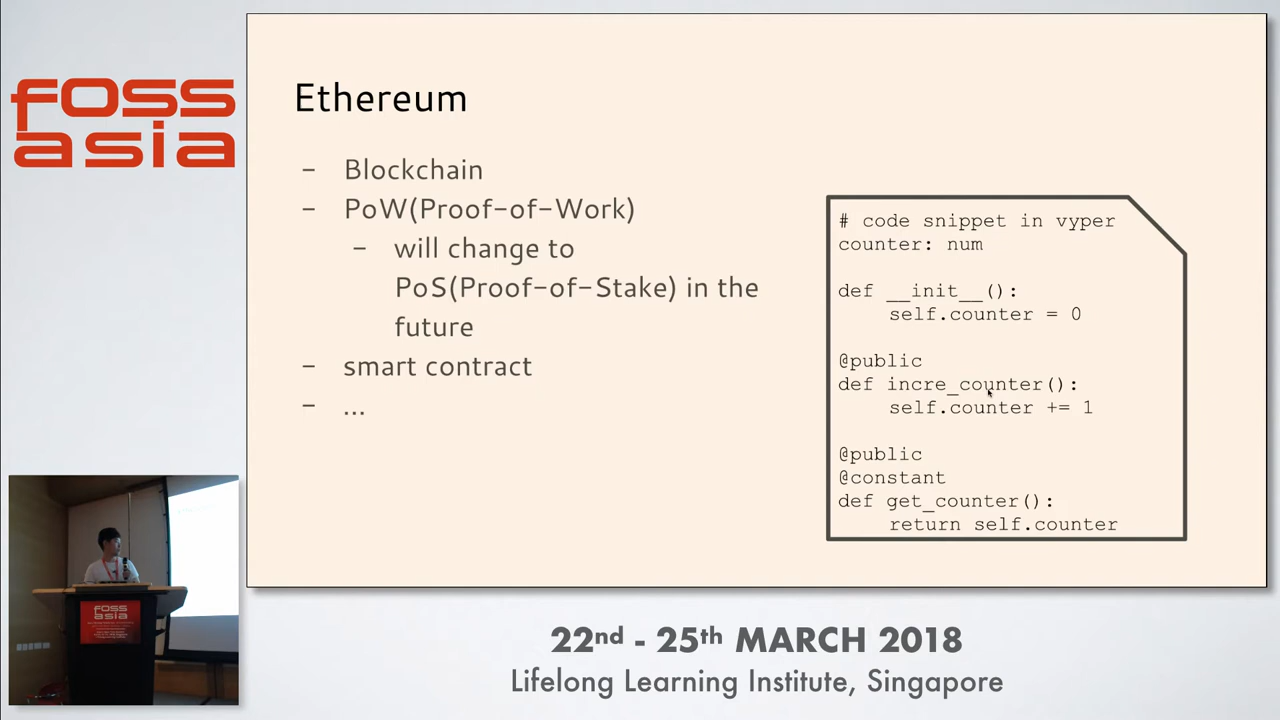 foss
asia
Ethereum
- Blockchain
- PoW(Proof-of-Work)
- will change to
PoS(Proof-of-Stake) in the
future
- smart contract
- ...
# code snippet in vyper
counter: num
def __init__():
self.counter = 0
@public
def incre_counter():
self.counter += 1
@public
@constant
def get_counter():
return self.counter
foss
asia
22nd - 25th MARCH 2018
Lifelong Learning Institute, Singapore